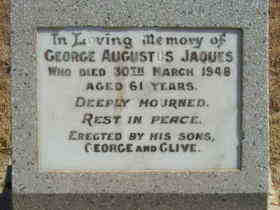 In Loving Memory of
GEORGE AUGUSTUS JAQUES
WHO DIED 30TH MARCH 1948
AGED 61 YEARS.
DEEPLY MOURNED.
REST IN PEACE.
ERECTED BY HIS SONS,
GEORGE AND CLIVE.